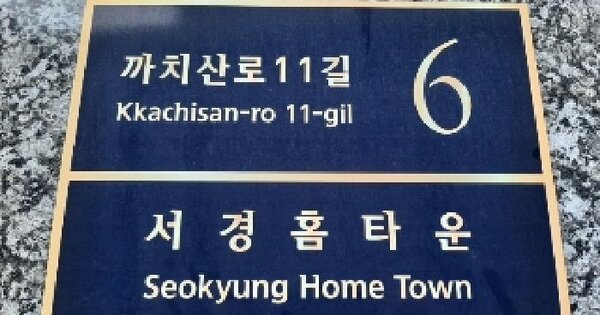 까치산로11길
Kkachisan-ro 11-gil
6
서경홈타운
Seokyung Home Town